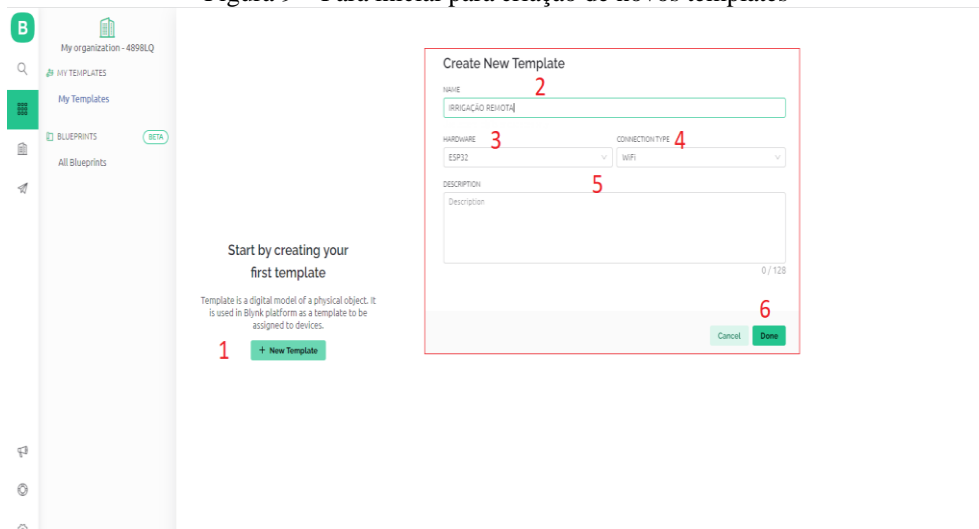 Figura 9 – Para inicial para criação de novos templates
B
My organization - 4898LQ
MY TEMPLATES
My Templates
BLUEPRINTS
BETA
All Blueprints
Start by creating your
first template
Template is a digital model of a physical object. It
is used in Blynk platform as a template to be
assigned to devices.
1
+ New Template
Create New Template
NAME
2
IRRIGAÇÃO REMOTA
HARDWARE
3
CONNECTION TYPE
4
ESP32
WiFi
DESCRIPTION
5
Description
0 / 128
6
Cancel
Done